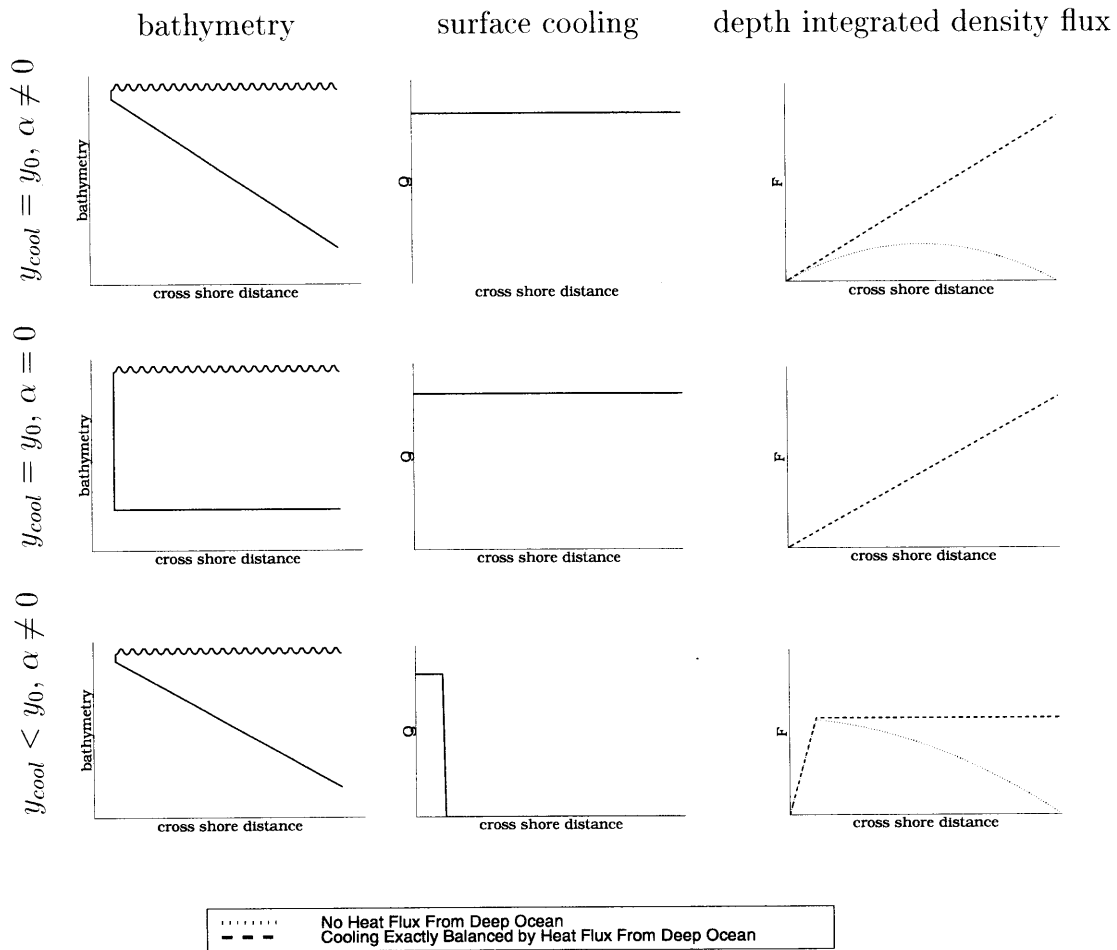 bathymetry
surface cooling
depth integrated density flux
y_cool = y_0, α ≠ 0
bathymetry
cross shore distance
Q
cross shore distance
F
cross shore distance
y_cool = y_0, α = 0
bathymetry
cross shore distance
Q
cross shore distance
F
cross shore distance
y_cool < y_0, α ≠ 0
bathymetry
cross shore distance
Q
cross shore distance
F
cross shore distance
No Heat Flux From Deep Ocean
Cooling Exactly Balanced by Heat Flux From Deep Ocean